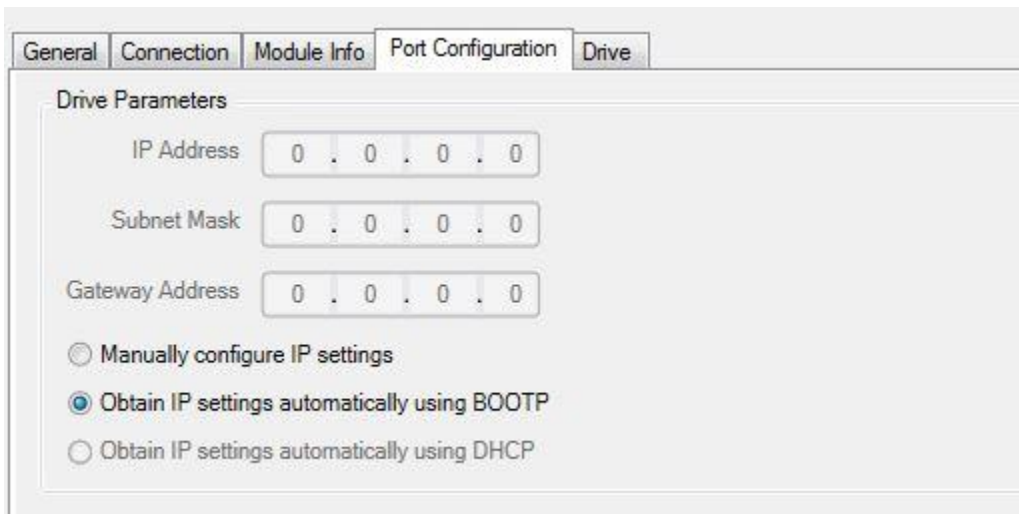 General Connection Module Info Port Configuration Drive
Drive Parameters
IP Address 0 . 0 . 0 . 0
Subnet Mask 0 . 0 . 0 . 0
Gateway Address 0 . 0 . 0 . 0
Manually configure IP settings
Obtain IP settings automatically using BOOTP
Obtain IP settings automatically using DHCP